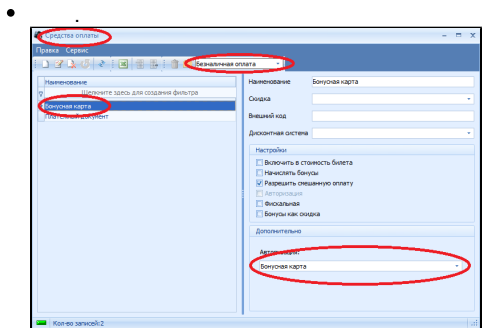 Средства оплаты
Правка Сервис
Безналичная оплата
Наименование
Щелкните здесь для создания фильтра
Бонусная карта
Платежный документ
Наименование Бонусная карта
Скидка
Внешний код
Дисконтная система
Настройки
Включить в стоимость билета
Начислять бонусы
Разрешить смешанную оплату
Авторизация
Фискальная
Бонусы как скидка
Дополнительно
Авторизация:
Бонусная карта
Кол-во записей:2